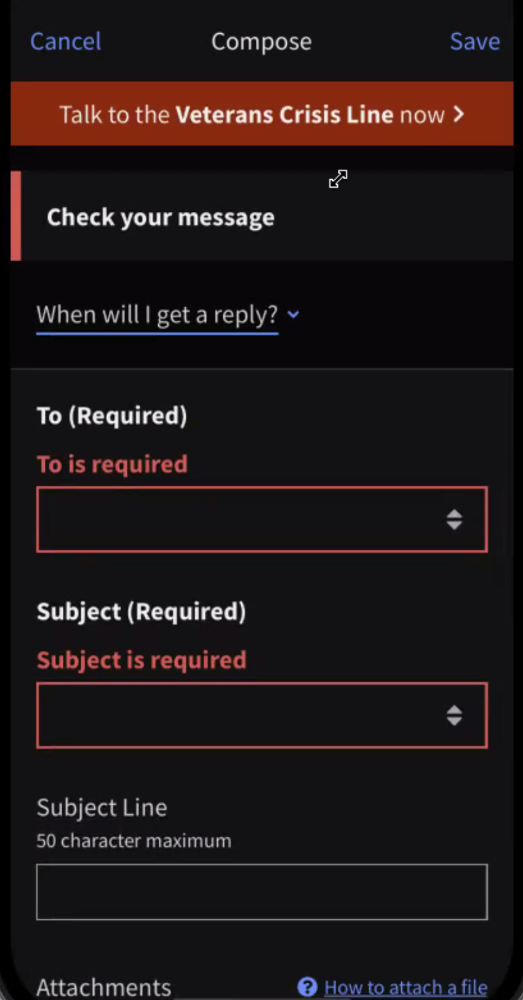 Cancel Compose Save
Talk to the Veterans Crisis Line now
Check your message
When will I get a reply?
To (Required)
To is required
Subject (Required)
Subject is required
Subject Line
50 character maximum
Attachments ? How to attach a file